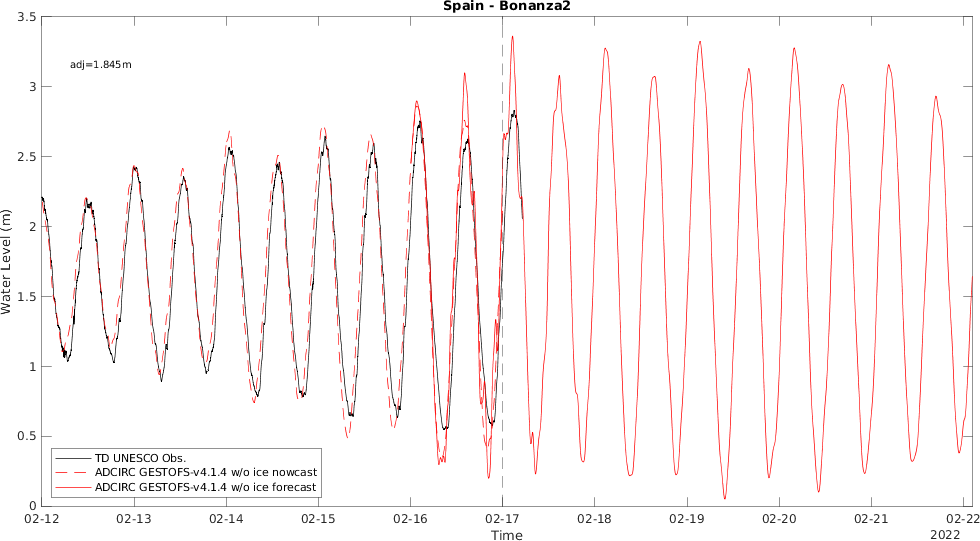 Spain - Bonanza2
3.5
adj=1.845m
3
2.5
2
Water Level (m)
1.5
1
0.5
TD UNESCO Obs.
ADCIRC GESTOFS-v4.1.4 w/o ice nowcast
ADCIRC GESTOFS-v4.1.4 w/o ice forecast
0
02-12 02-13 02-14 02-15 02-16 02-17 02-18 02-19 02-20 02-21 02-22
Time 2022